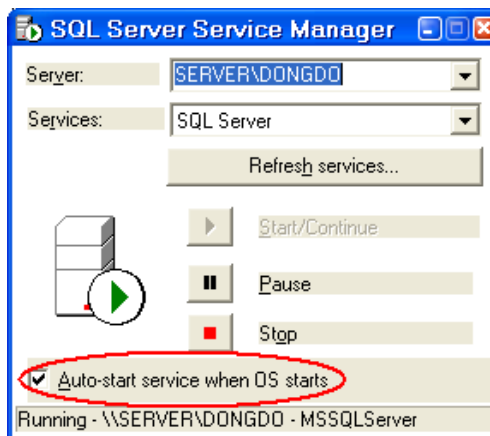 SQL Server Service Manager
Server: SERVER\DONGDO
Services: SQL Server
Refresh services...
Start/Continue
Pause
Stop
Auto-start service when OS starts
Running - \\SERVER\DONGDO - MSSQLServer